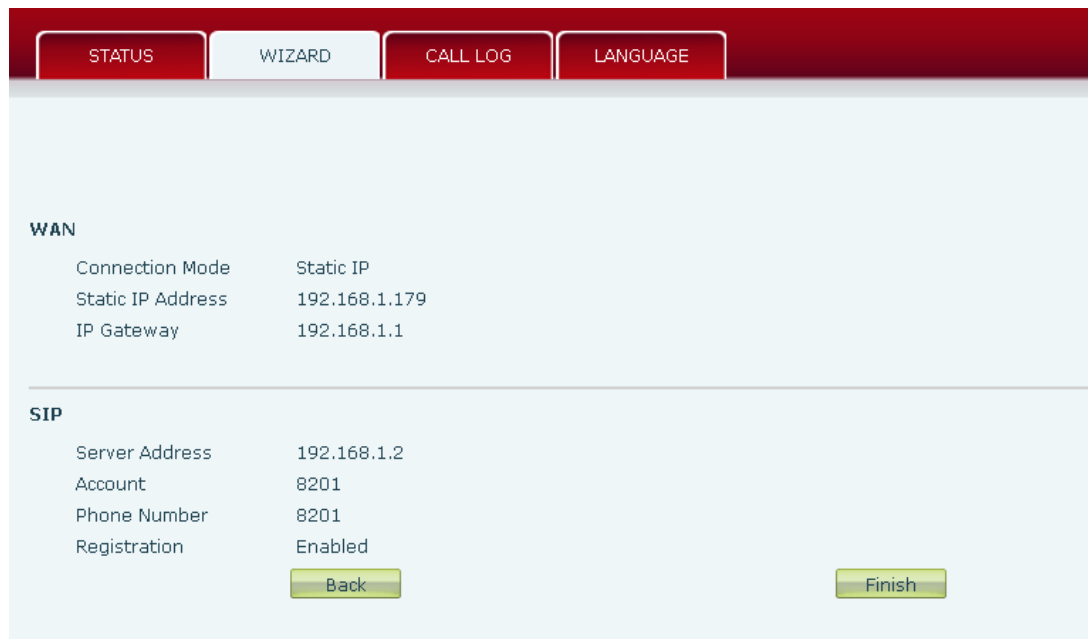 STATUS WIZARD CALL LOG LANGUAGE
WAN
Connection Mode Static IP
Static IP Address 192.168.1.179
IP Gateway 192.168.1.1
SIP
Server Address 192.168.1.2
Account 8201
Phone Number 8201
Registration Enabled
Back Finish